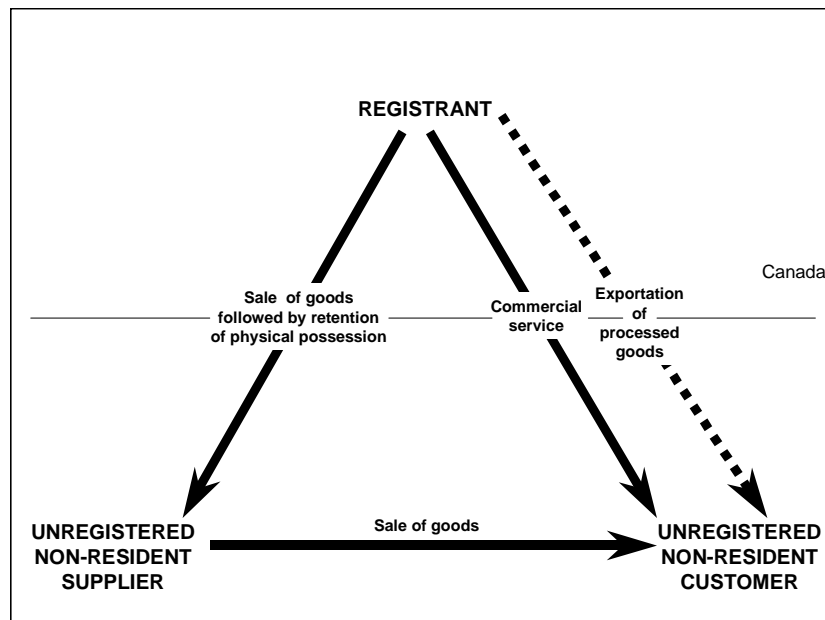 REGISTRANT
Canada
Sale of goods
followed by retention
of physical possession
Commercial
service
Exportation
of
processed
goods
UNREGISTERED
NON-RESIDENT
SUPPLIER
Sale of goods
UNREGISTERED
NON-RESIDENT
CUSTOMER